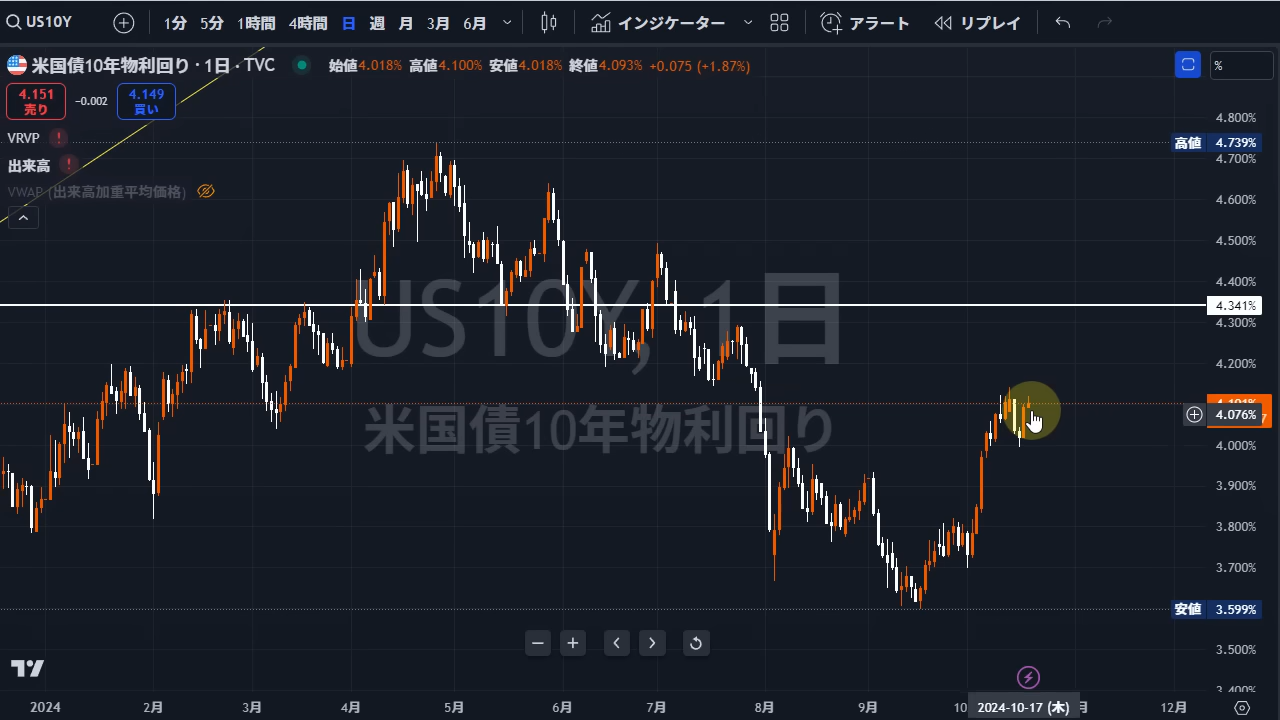 US10Y 1分 5分 1時間 4時間 日 週 月 3月 6月 インジケーター アラート リプレイ
米国債10年物利回り · 1日 · TVC 始値4.018% 高値4.100% 安値4.018% 終値4.093% +0.075 (+1.87%) %
4.151 売り -0.002 4.149 買い
VRVP
出来高
VWAP (出来高加重平均価格)
US10Y, 1日
米国債10年物利回り
4.800%
高値 4.739%
4.700%
4.600%
4.500%
4.400%
4.341%
4.300%
4.200%
4.076%
4.000%
3.900%
3.800%
3.700%
安値 3.599%
3.500%
3.400%
2024 2月 3月 4月 5月 6月 7月 8月 9月 10 2024-10-17 (木) 月 12月